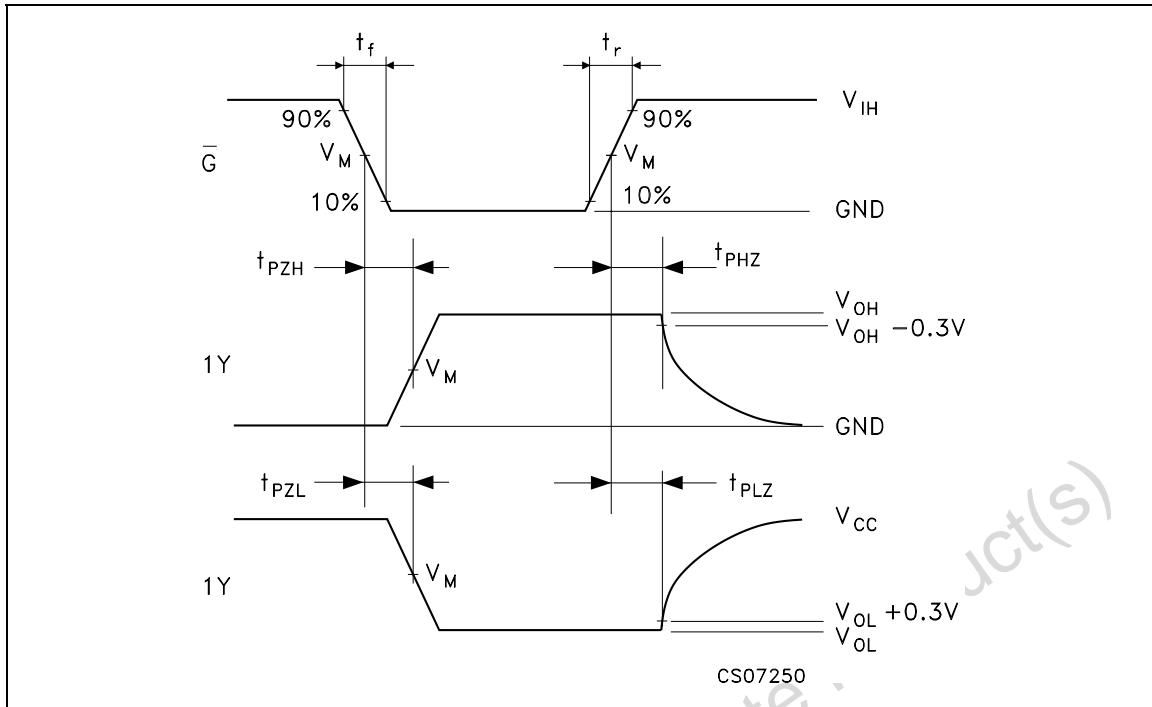 t_f
t_r
90%
90%
V_IH
G̅
V_M
V_M
10%
10%
GND
t_PZH
t_PHZ
V_OH
V_OH −0.3V
1Y
V_M
GND
t_PZL
t_PLZ
V_CC
1Y
V_M
V_OL +0.3V
V_OL
CS07250